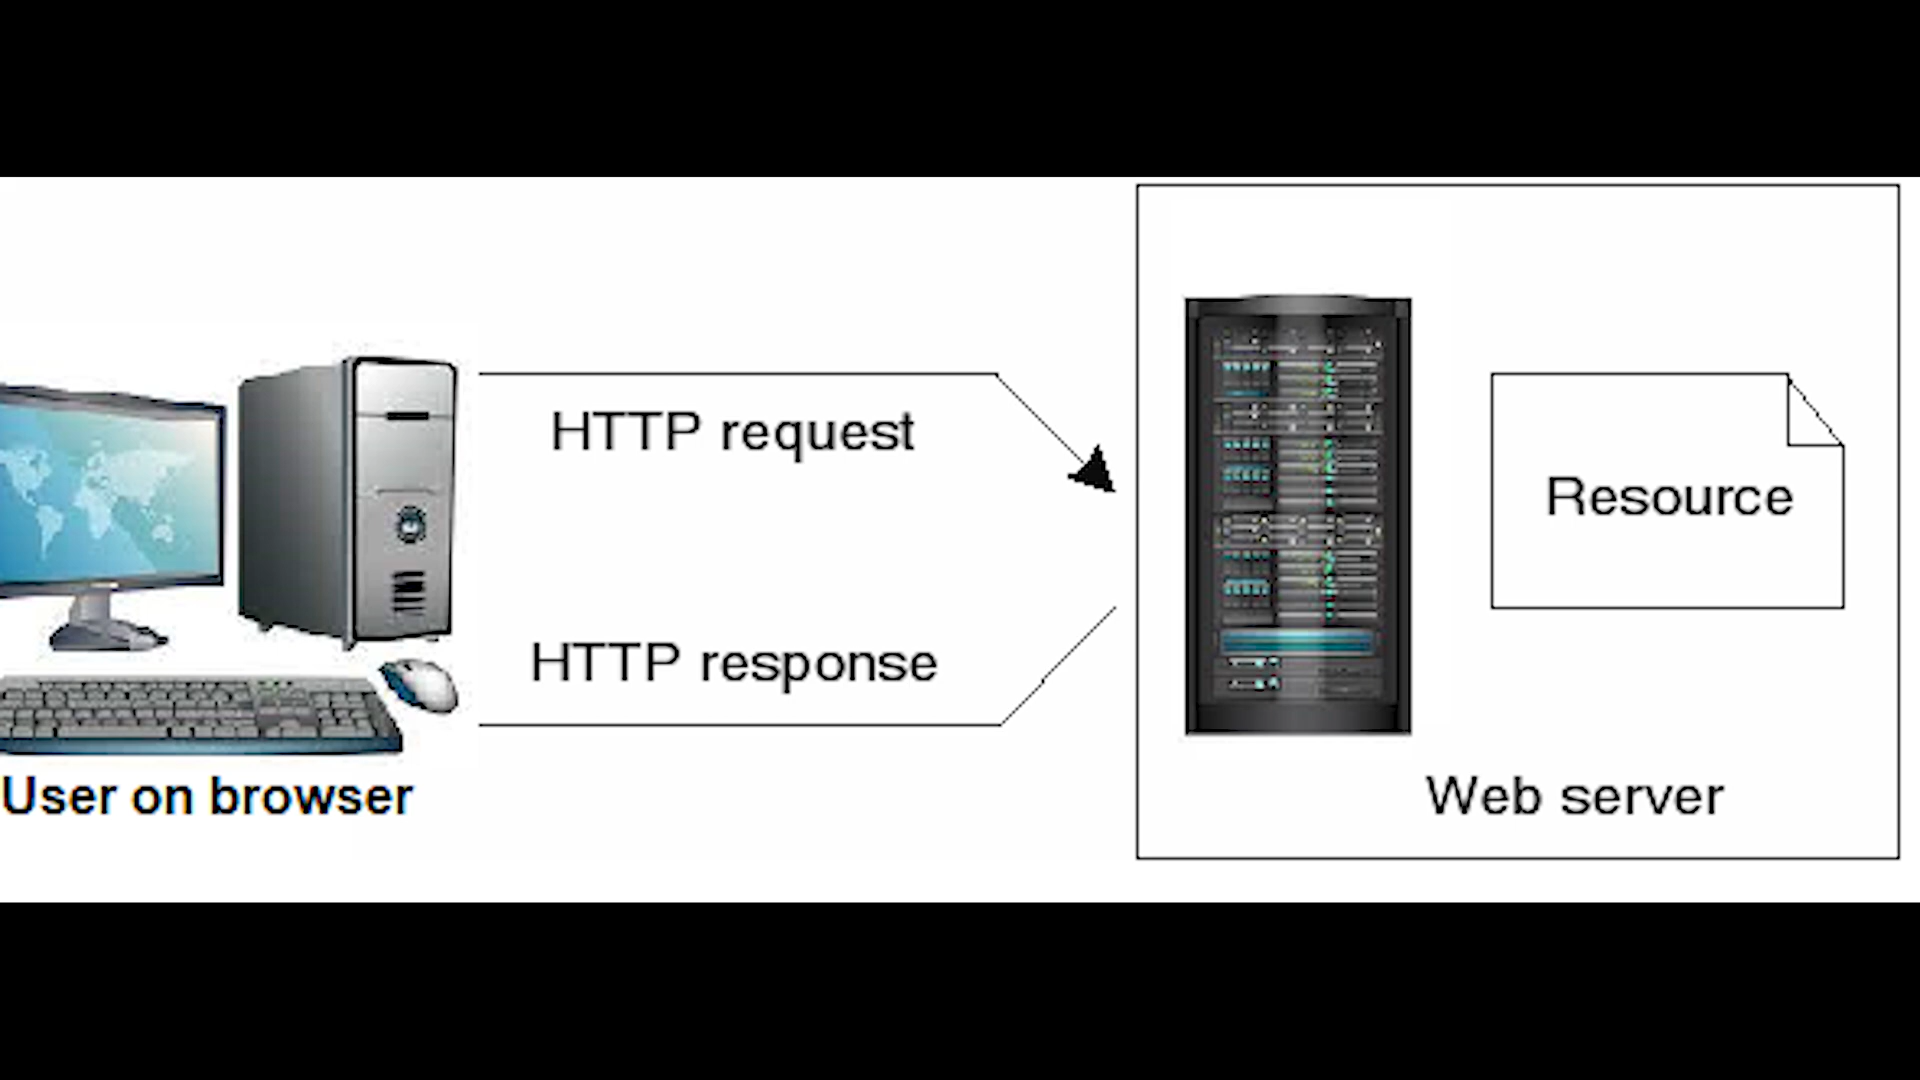 HTTP request
Resource
HTTP response
User on browser
Web server